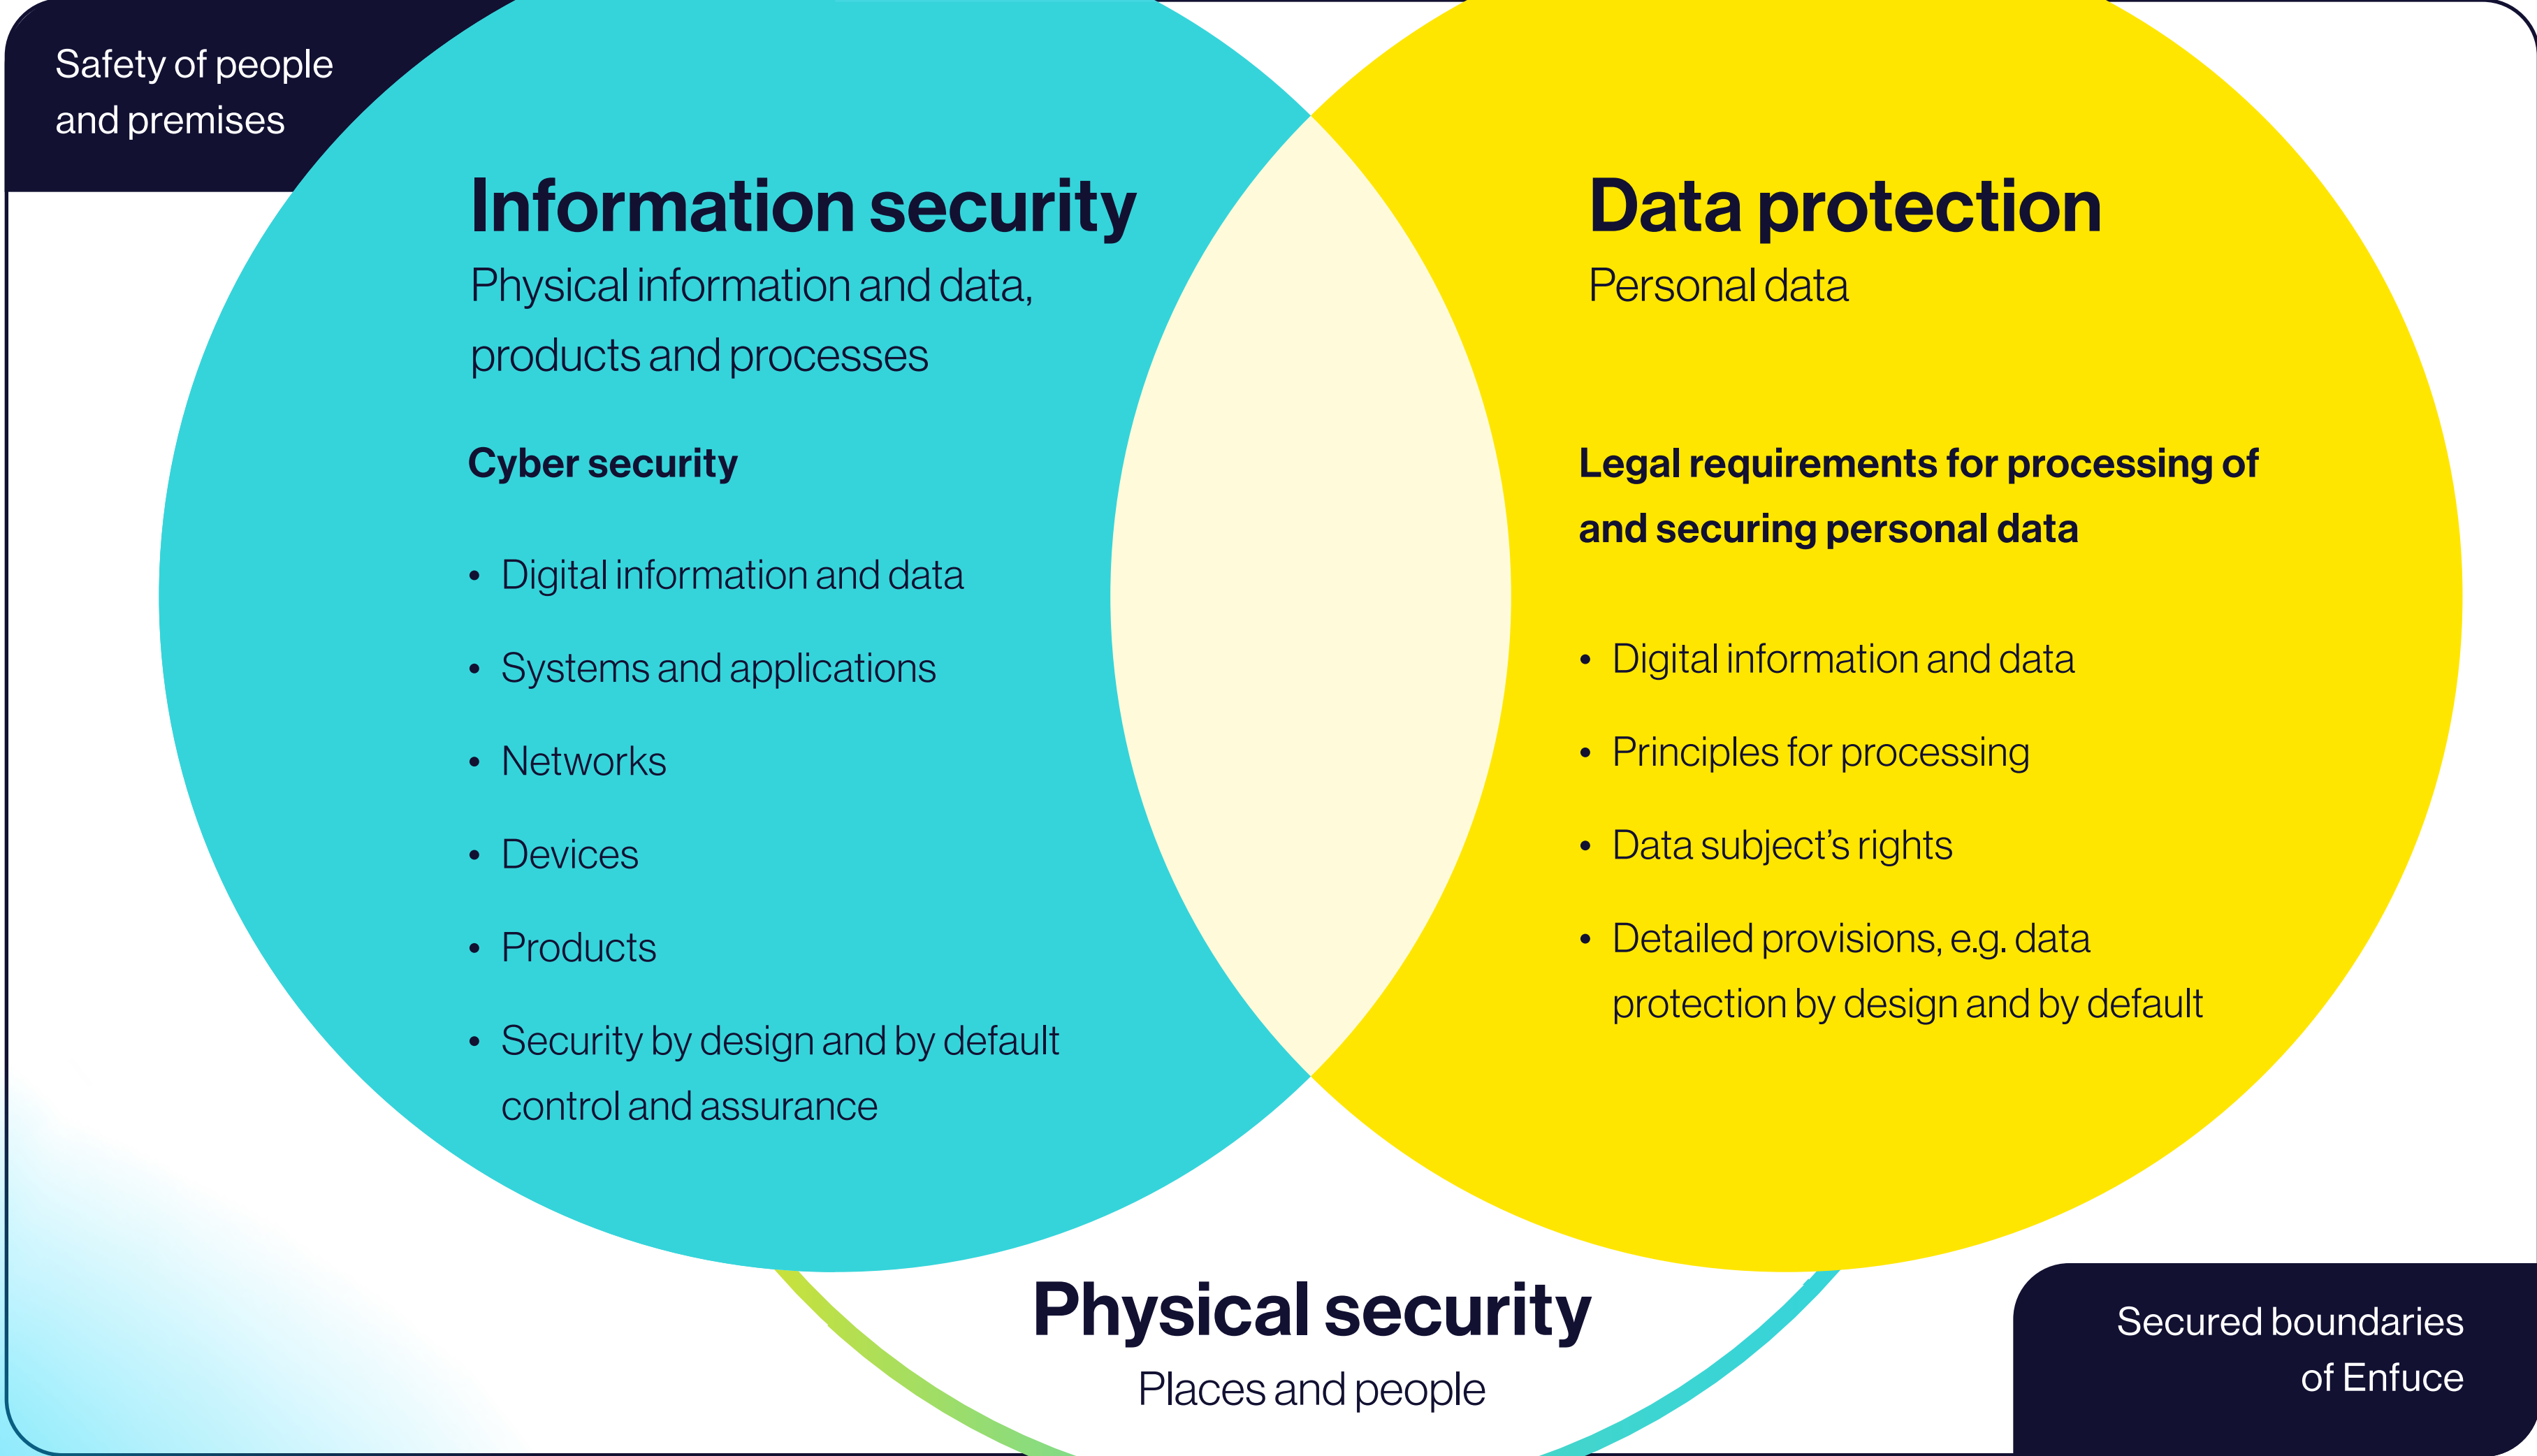 Safety of people
and premises
Information security
Physical information and data,
products and processes
Cyber security
• Digital information and data
• Systems and applications
• Networks
• Devices
• Products
• Security by design and by default
control and assurance
Data protection
Personal data
Legal requirements for processing of
and securing personal data
• Digital information and data
• Principles for processing
• Data subject’s rights
• Detailed provisions, e.g. data
protection by design and by default
Physical security
Places and people
Secured boundaries
of Enfuce